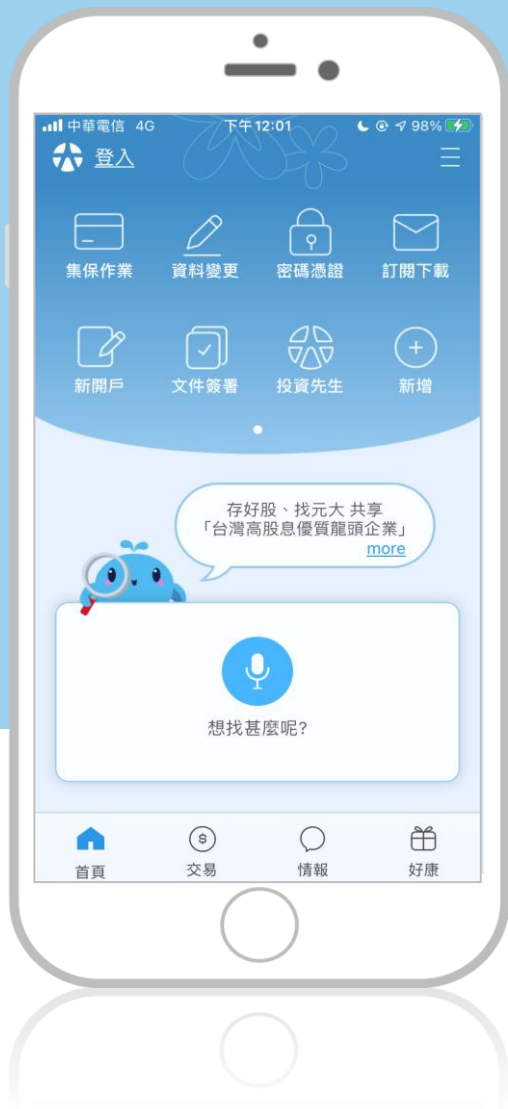 中華電信 4G 下午12:01 98%
登入
集保作業 資料變更 密碼憑證 訂閱下載
新開戶 文件簽署 投資先生 新增
存好股、找元大 共享
「台灣高股息優質龍頭企業」
more
想找甚麼呢?
首頁 交易 情報 好康